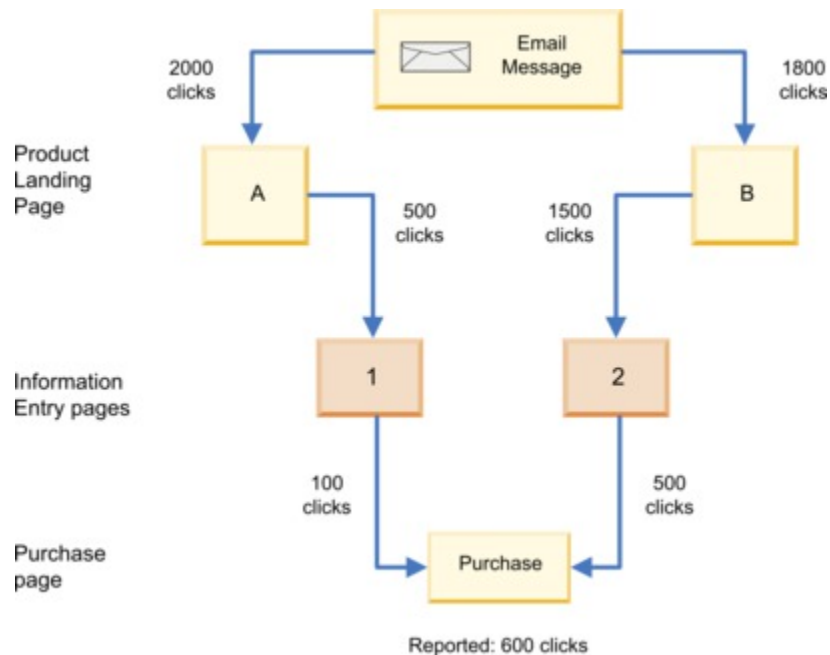 Email
Message
2000
clicks
1800
clicks
Product
Landing
Page
A
B
500
clicks
1500
clicks
Information
Entry pages
1
2
100
clicks
500
clicks
Purchase
page
Purchase
Reported: 600 clicks